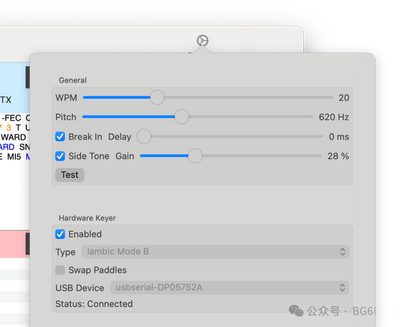 TX
-FEC C
Y 3 T U
WARD
WARD SN
E MI5 M
General
WPM 20
Pitch 620 Hz
Break In Delay 0 ms
Side Tone Gain 28 %
Test
Hardware Keyer
Enabled
Type Iambic Mode B
Swap Paddles
USB Device usbserial-DP05752A
Status: Connected
公众号 · BG6